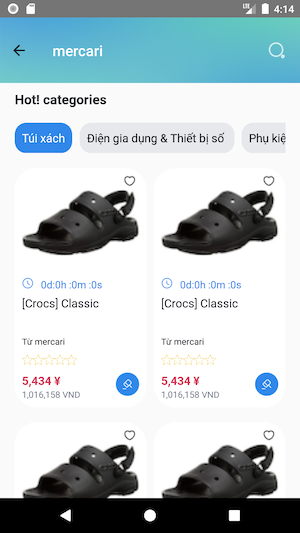 LTE 4:14
mercari
Hot! categories
Túi xách Điện gia dụng & Thiết bị số Phụ kiệ
0d:0h :0m :0s 0d:0h :0m :0s
[Crocs] Classic [Crocs] Classic
Từ mercari Từ mercari
5,434 ¥ 5,434 ¥
1,016,158 VND 1,016,158 VND